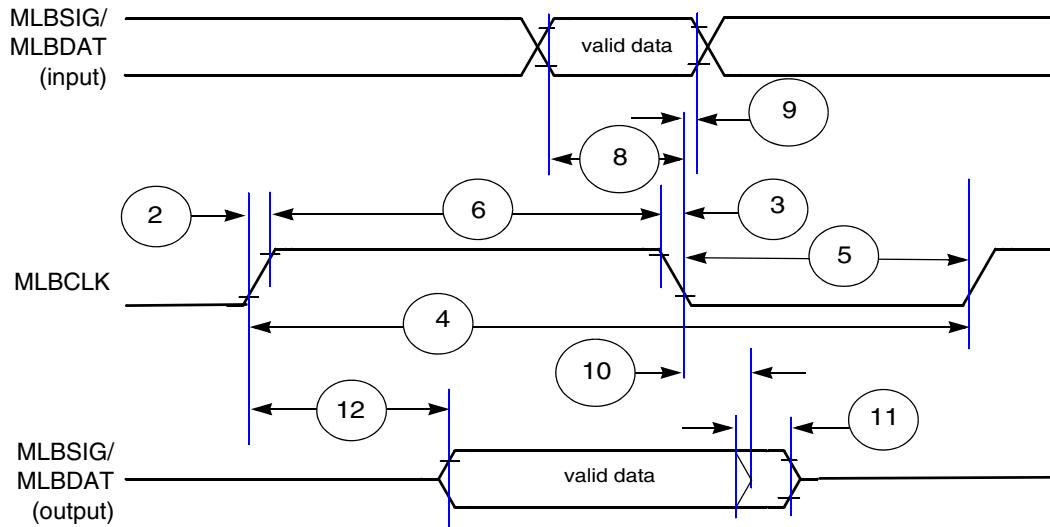 MLBSIG/
MLBDAT
(input)
valid data
9
8
2
6
3
5
MLBCLK
4
10
12
11
MLBSIG/
MLBDAT
(output)
valid data